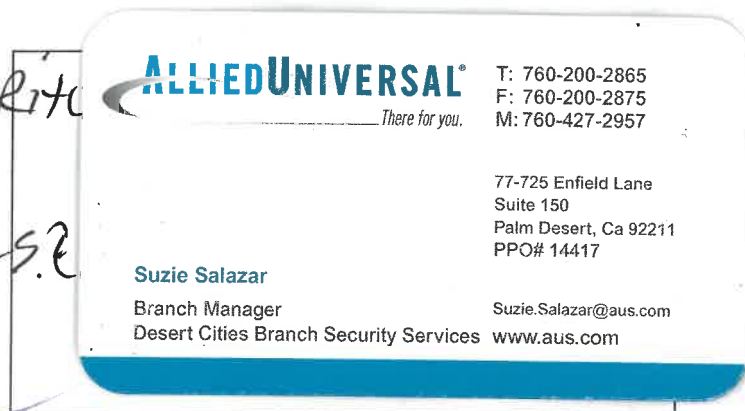 ALLIEDUNIVERSAL®
There for you.
T: 760-200-2865
F: 760-200-2875
M: 760-427-2957
77-725 Enfield Lane
Suite 150
Palm Desert, Ca 92211
PPO# 14417
Suzie Salazar
Branch Manager
Desert Cities Branch Security Services
Suzie.Salazar@aus.com
www.aus.com